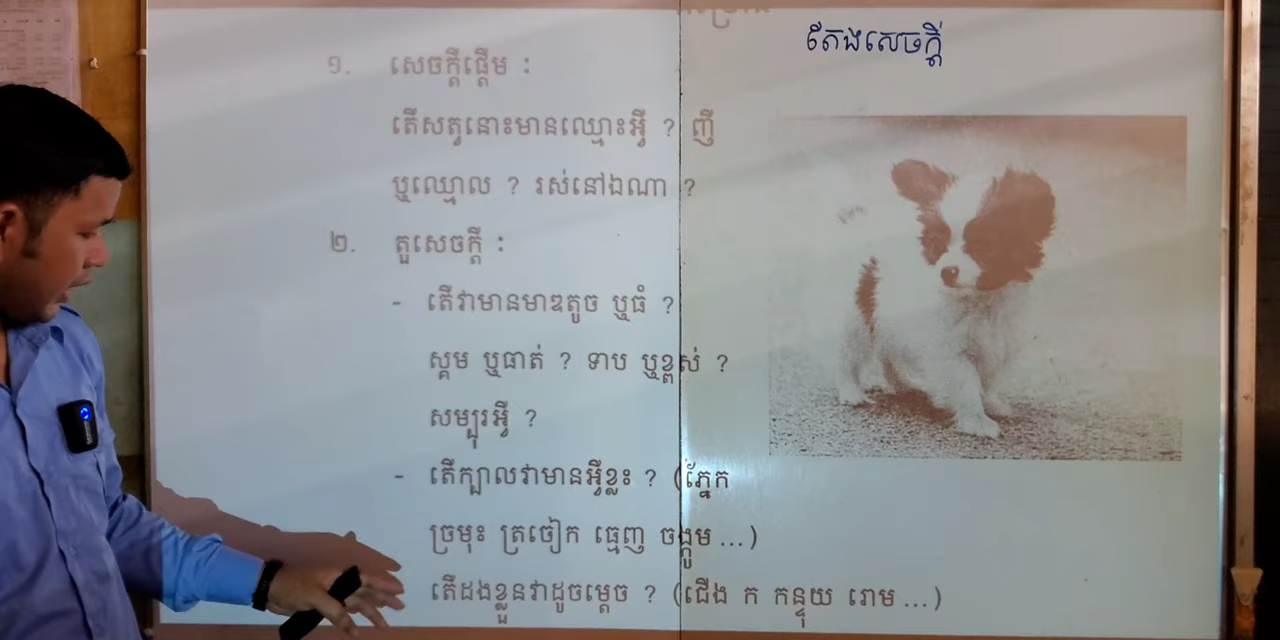 តែងសេចក្ដី
១. សេចក្ដីផ្ដើម :
តើសត្វនោះមានឈ្មោះអ្វី ? ញី
ឬឈ្មោល ? រស់នៅឯណា ?
២. តួសេចក្ដី :
- តើវាមានមាឌតូច ឬធំ ?
ស្គម ឬធាត់ ? ទាប ឬខ្ពស់ ?
សម្បុរអ្វី ?
- តើក្បាលវាមានអ្វីខ្លះ ? (ភ្នែក
ច្រមុះ ត្រចៀក ធ្មេញ ចង្កូម ...)
តើដងខ្លួនវាដូចម្ដេច ? (ជើង ក កន្ទុយ រោម ...)